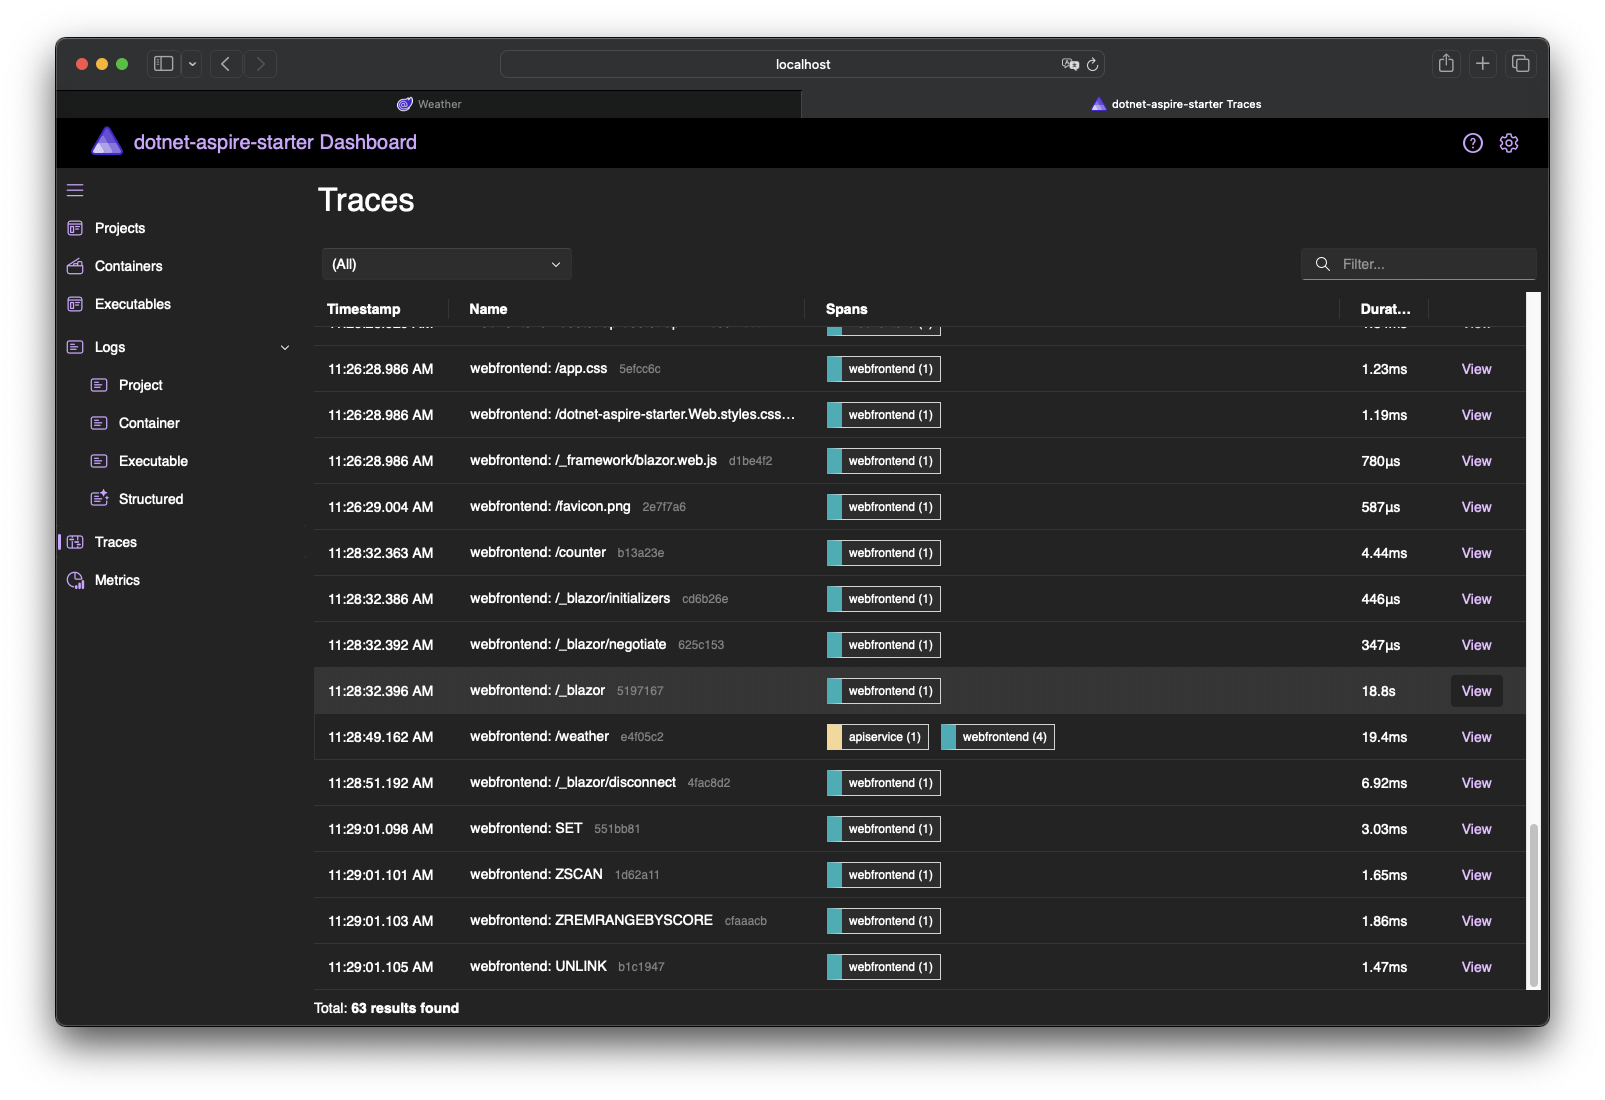 localhost
Weather
dotnet-aspire-starter Traces
dotnet-aspire-starter Dashboard
Projects
Containers
Executables
Logs
Project
Container
Executable
Structured
Traces
Metrics
Traces
(All)
Filter...
Timestamp Name Spans Durat...
11:26:28.986 AM webfrontend: /app.css 5efcc6c webfrontend (1) 1.23ms View
11:26:28.986 AM webfrontend: /dotnet-aspire-starter.Web.styles.css... webfrontend (1) 1.19ms View
11:26:28.986 AM webfrontend: /_framework/blazor.web.js d1be4f2 webfrontend (1) 780µs View
11:26:29.004 AM webfrontend: /favicon.png 2e7f7a6 webfrontend (1) 587µs View
11:28:32.363 AM webfrontend: /counter b13a23e webfrontend (1) 4.44ms View
11:28:32.386 AM webfrontend: /_blazor/initializers cd6b26e webfrontend (1) 446µs View
11:28:32.392 AM webfrontend: /_blazor/negotiate 625c153 webfrontend (1) 347µs View
11:28:32.396 AM webfrontend: /_blazor 5197167 webfrontend (1) 18.8s View
11:28:49.162 AM webfrontend: /weather e4f05c2 apiservice (1) webfrontend (4) 19.4ms View
11:28:51.192 AM webfrontend: /_blazor/disconnect 4fac8d2 webfrontend (1) 6.92ms View
11:29:01.098 AM webfrontend: SET 551bb81 webfrontend (1) 3.03ms View
11:29:01.101 AM webfrontend: ZSCAN 1d62a11 webfrontend (1) 1.65ms View
11:29:01.103 AM webfrontend: ZREMRANGEBYSCORE cfaaacb webfrontend (1) 1.86ms View
11:29:01.105 AM webfrontend: UNLINK b1c1947 webfrontend (1) 1.47ms View
Total: 63 results found